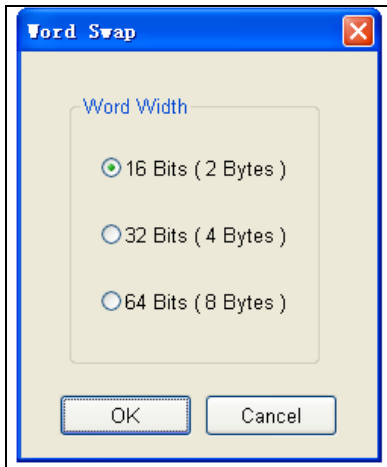 Word Swap
Word Width
16 Bits ( 2 Bytes )
32 Bits ( 4 Bytes )
64 Bits ( 8 Bytes )
OK Cancel